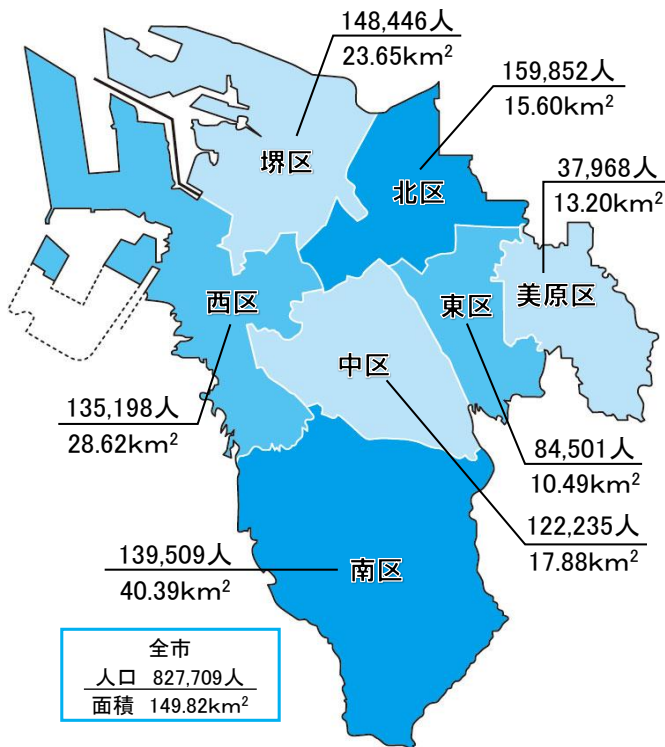 148,446人
23.65km²
159,852人
15.60km²
堺区
37,968人
13.20km²
北区
西区
東区
美原区
中区
135,198人
28.62km²
84,501人
10.49km²
122,235人
17.88km²
139,509人
40.39km²
南区
全市
人口 827,709人
面積 149.82km²